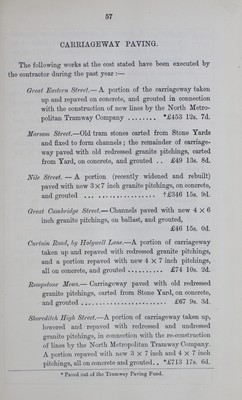 57
CARRIAGEWAY PAVING.
The following works at the cost stated have been executed by
the contractor during the past year :—
Great Eastern Street.—A portion of the carriageway taken
up and repaved on concrete, and grouted in connection
with the construction of new lines by the North Metro-
politan Tramway Company ........ *£453 12s. 7d.
Marson Street.—Old tram stones carted from Stone Yards
and fixed to form channels; the remainder of carriage-
way paved with old redressed granite pitchings, carted
from Yard, on concrete, and grouted .. £49 13s. 8d.
Nile Street. — A portion (recently widened and rebuilt)
paved with new 3 × 7 inch granite pitchings, on concrete,
and grouted .................. †£346 15s. 9d.
Great Cambridge Street.—Channels paved with new 4 × 6
inch granite pitchings, on ballast, and grouted,
£46 15s. 0d.
Curtain Road, by Holywell Lane.—A portion of carriageway
taken up and repaved with redressed granite pitchings,
and a portion repaved with new 4 × 7 inch pitchings,
all on concrete, and grouted .......... £74 10s. 2d.
Rempstone Mews.— Carriageway paved with old redressed
granite pitchings, carted from Stone Yard, on concrete,
and grouted ...................... £67 9s. 3d.
Shoreditch High Street.—A portion of carriageway taken up,
lowered and repaved with redressed and undressed
granite pitchings, in connection with the re-construction
of lines by the North Metropolitan Tramway Company.
A portion repaved with new 3 × 7 inch and 4 × 7 inch
pitchings, all on concrete and grouted.. *£713 17s. 6d.
* Paved out of the Tramway Paving Fund.